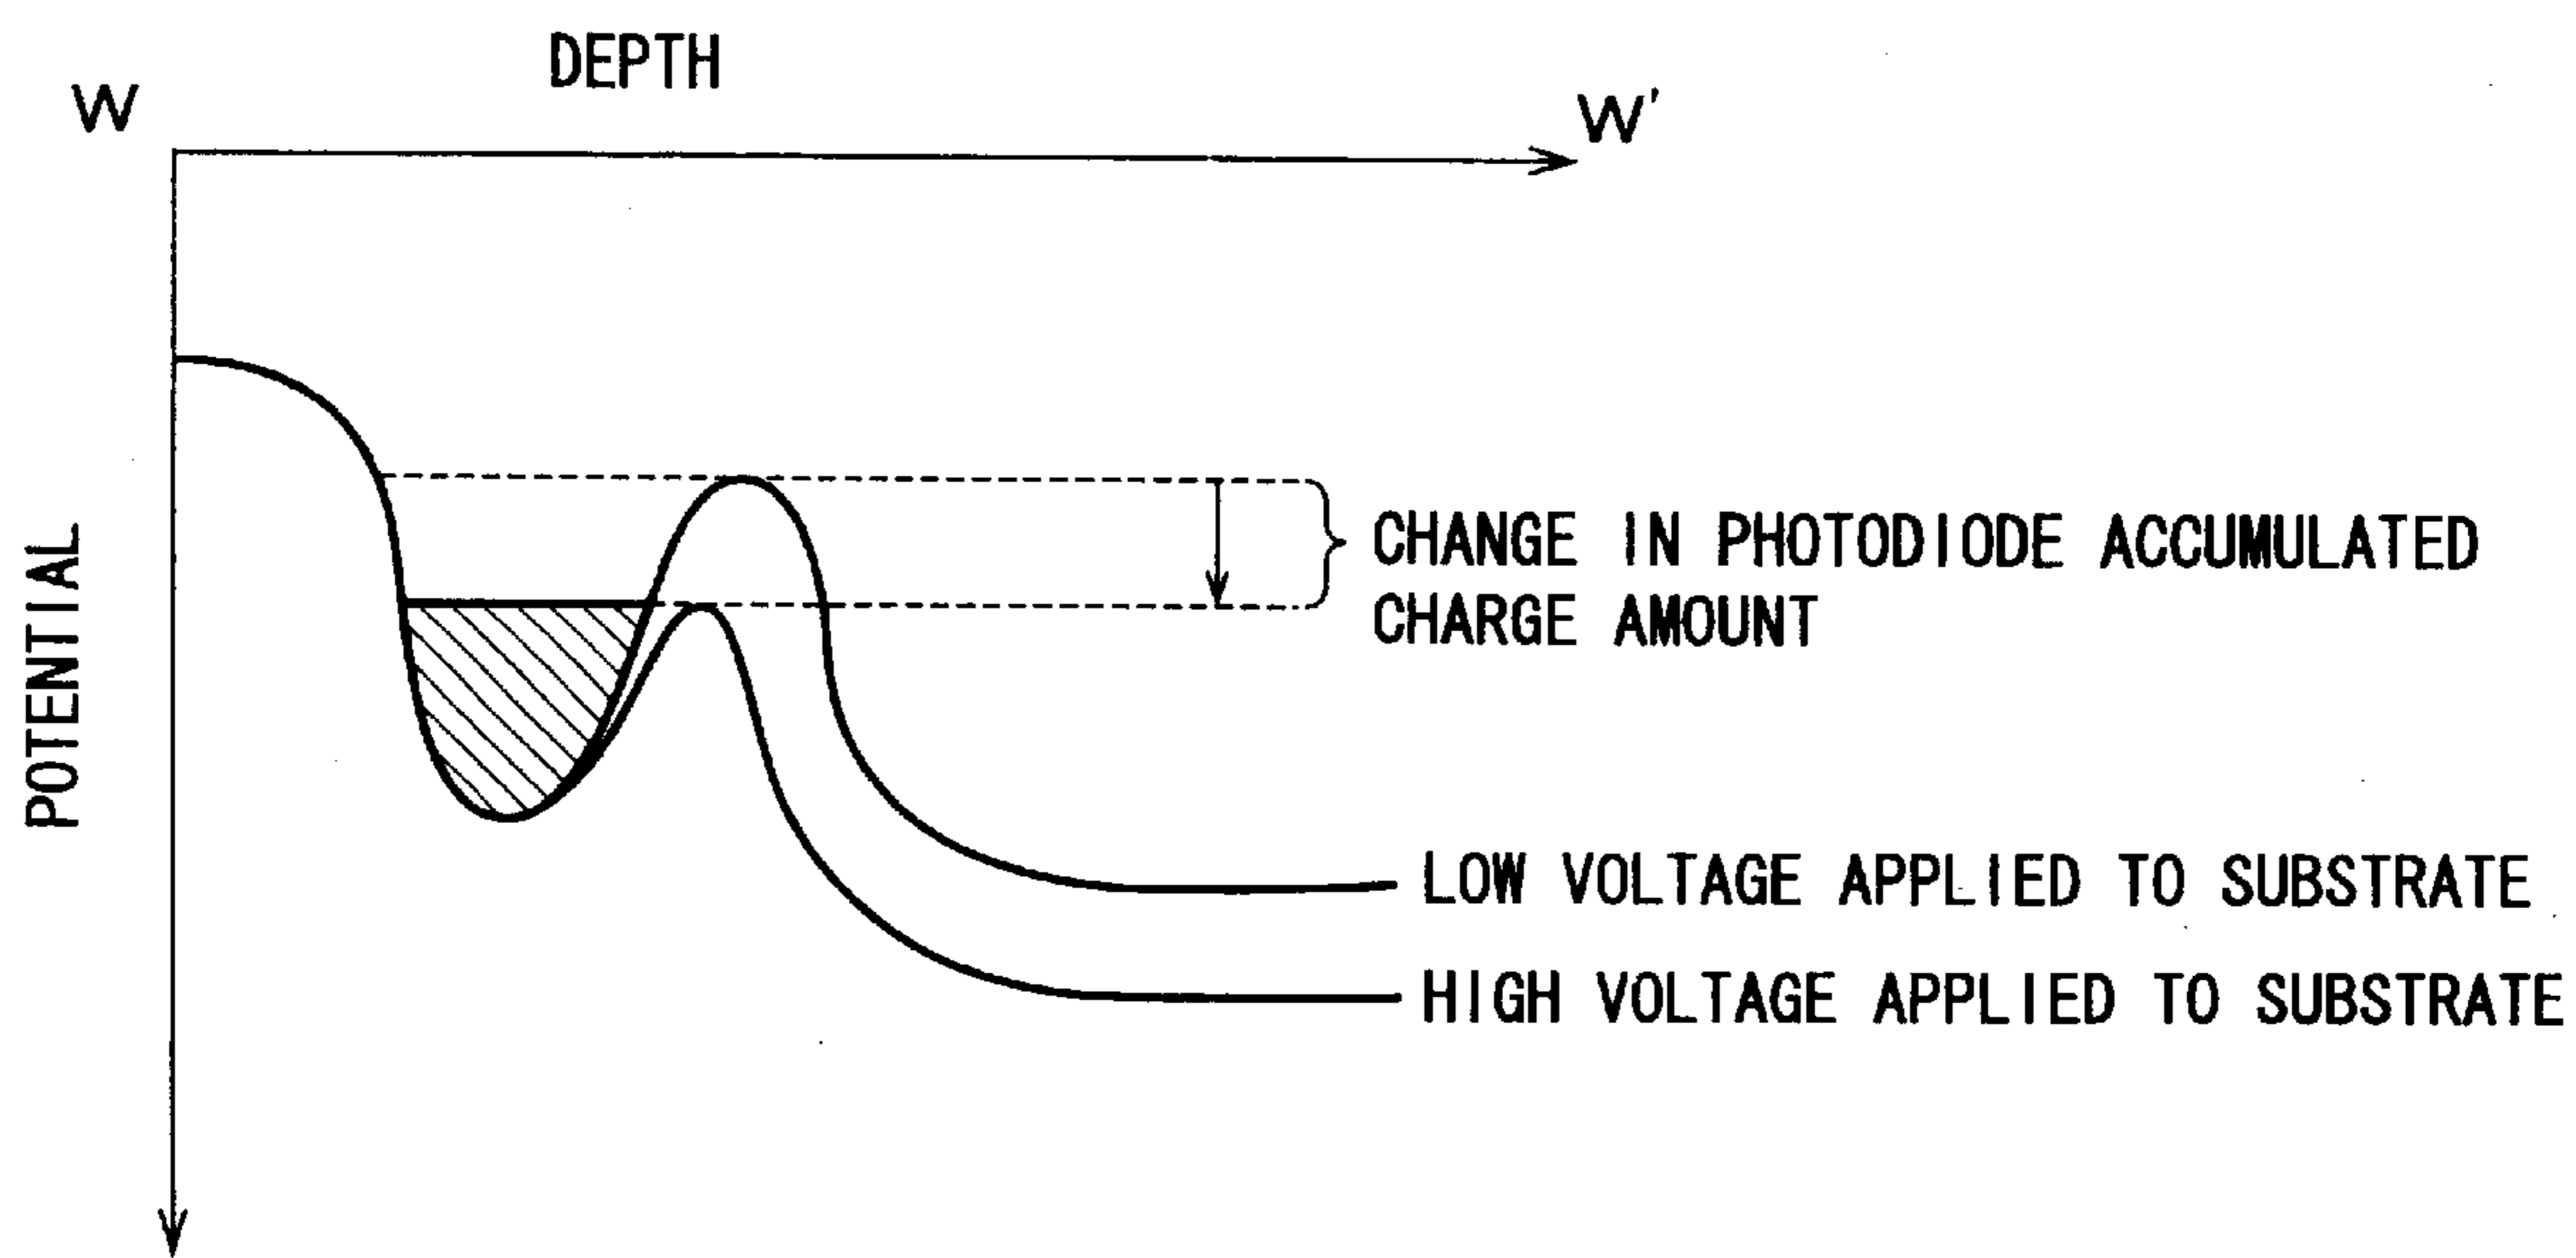 DEPTH
W
W'
POTENTIAL
CHANGE IN PHOTODIODE ACCUMULATED
CHARGE AMOUNT
LOW VOLTAGE APPLIED TO SUBSTRATE
HIGH VOLTAGE APPLIED TO SUBSTRATE